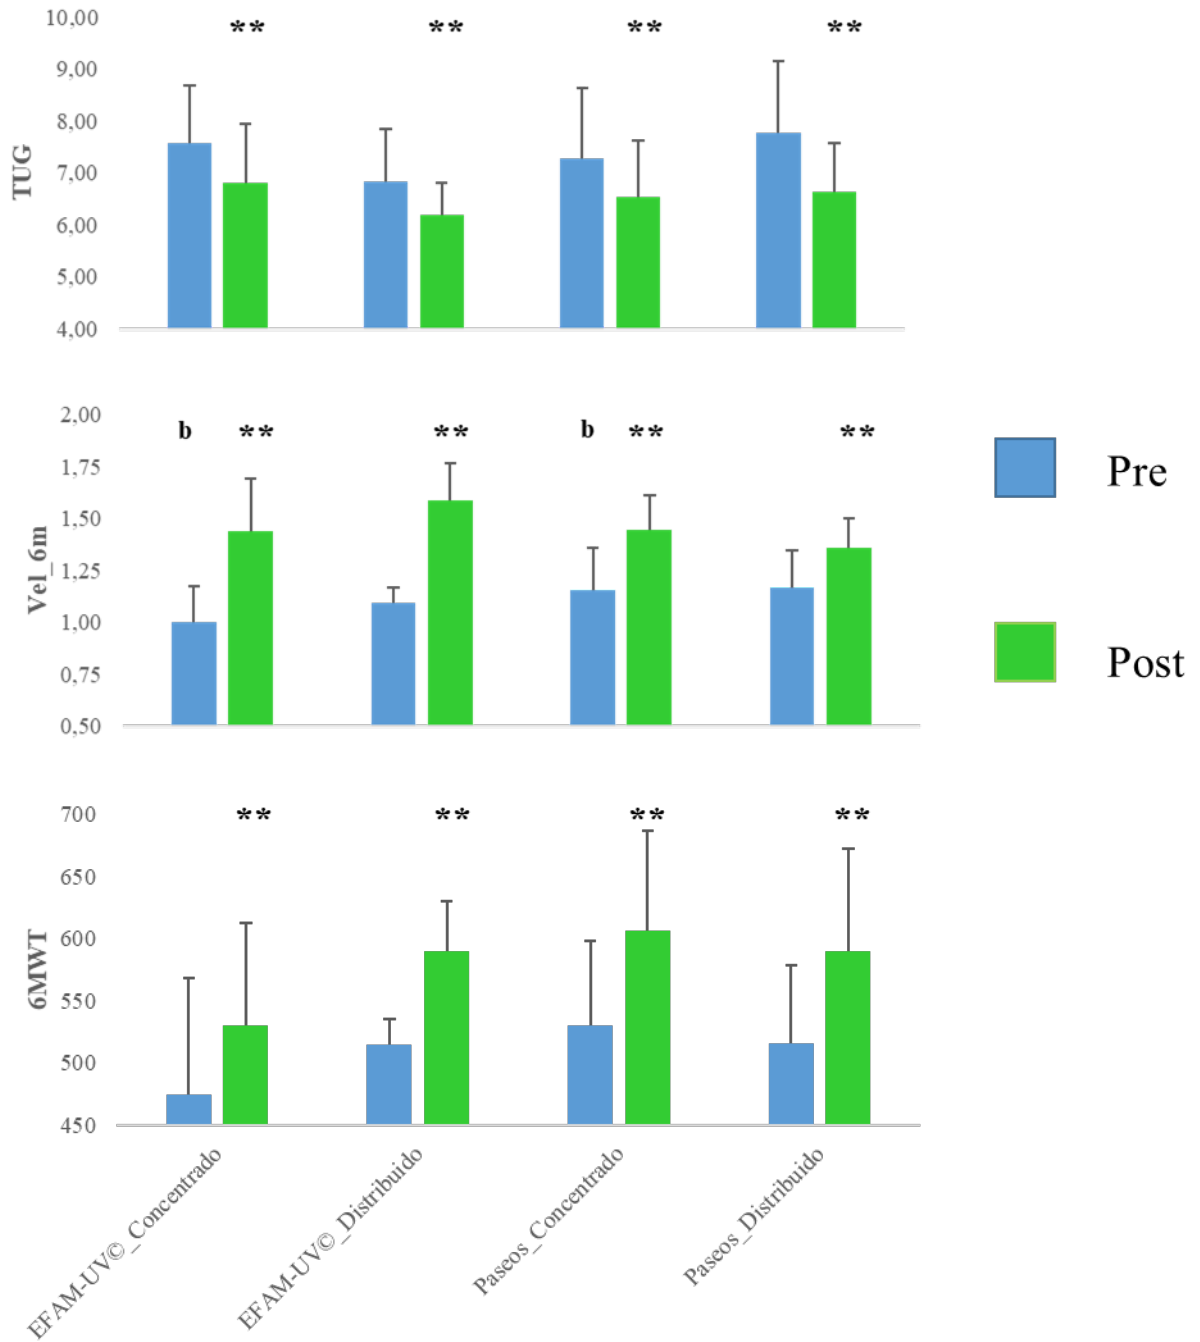 10,00
** ** ** **
9,00
8,00
7,00
6,00
5,00
4,00
TUG
2,00
b ** ** b ** **
1,75
1,50
1,25
1,00
0,75
0,50
Vel_6m
Pre
Post
700
** ** ** **
650
600
550
500
450
6MWT
EFAM-UV©_Concentrado
EFAM-UV©_Distribuido
Paseos_Concentrado
Paseos_Distribuido